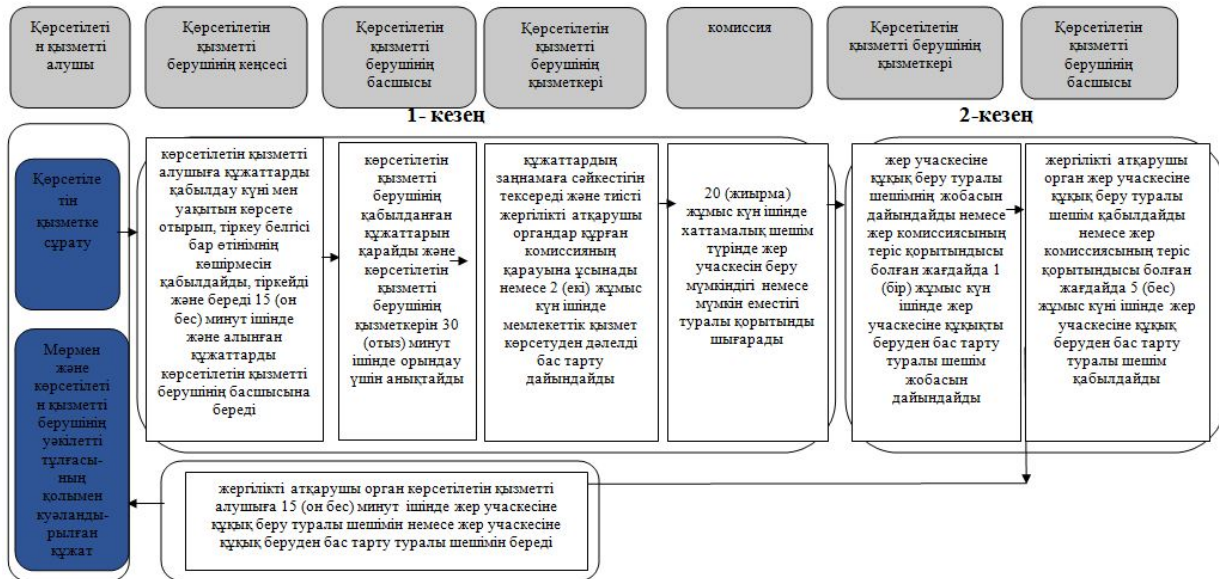 Көрсетілеті
н қызметті
алушы
Көрсетілетін
қызметті
берушінің кеңсесі
Көрсетілетін
қызметті
берушінің
басшысы
Көрсетілетін
қызметті
берушінің
қызметкері
комиссия
Көрсетілетін
қызметті берушінің
қызметкері
Көрсетілетін
қызметті
берушінің
басшысы
1- кезең
2-кезең
Көрсетіле
тін
қызметке
сұрату
көрсетілетін қызметті
алушыға құжаттарды
қабылдау күні мен
уақытын көрсете
отырып, тіркеу белгісі
бар өтінімнің
көшірмесін
қабылдайды, тіркейді
және береді 15 (он
бес) минут ішінде
және алынған
құжаттарды
көрсетілетін қызметті
берушінің басшысына
береді
көрсетілетін
қызметті
берушінің
қабылданған
құжаттарын
қарайды және
көрсетілетін
қызметті
берушінің
қызметкерін 30
(отыз) минут
ішінде орындау
үшін анықтайды
құжаттардың
заңнамаға сәйкестігін
тексереді және тиісті
жергілікті атқарушы
органдар құрған
комиссияның
қарауына ұсынады
немесе 2 (екі) жұмыс
күн ішінде
мемлекеттік қызмет
көрсетуден дәлелді
бас тарту
дайындайды
20 (жиырма)
жұмыс күн ішінде
хаттамалық шешім
түрінде жер
учаскесін беру
мүмкіндігі немесе
мүмкін еместігі
туралы қорытынды
шығарады
жер учаскесіне
құқық беру туралы
шешімнің жобасын
дайындайды немесе
жер комиссиясының
теріс қорытындысы
болған жағдайда 1
(бір) жұмыс күн
ішінде жер
учаскесіне құқықты
беруден бас тарту
туралы шешім
жобасын
дайындайды
жергілікті атқарушы
орган жер учаскесіне
құқық беру туралы
шешім қабылдайды
немесе жер
комиссиясының теріс
қорытындысы болған
жағдайда 5 (бес)
жұмыс күні ішінде жер
учаскесіне құқық
беруден бас тарту
туралы шешім
қабылдайды
Мөрмен
және
көрсетілеті
н қызметті
берушінің
уәкілетті
тұлғасы-
ның
қолымен
куәланды-
рылған
құжат
жергілікті атқарушы орган көрсетілетін қызметті
алушыға 15 (он бес) минут ішінде жер учаскесіне
құқық беру туралы шешімін немесе жер учаскесіне
құқық беруден бас тарту туралы шешімін береді